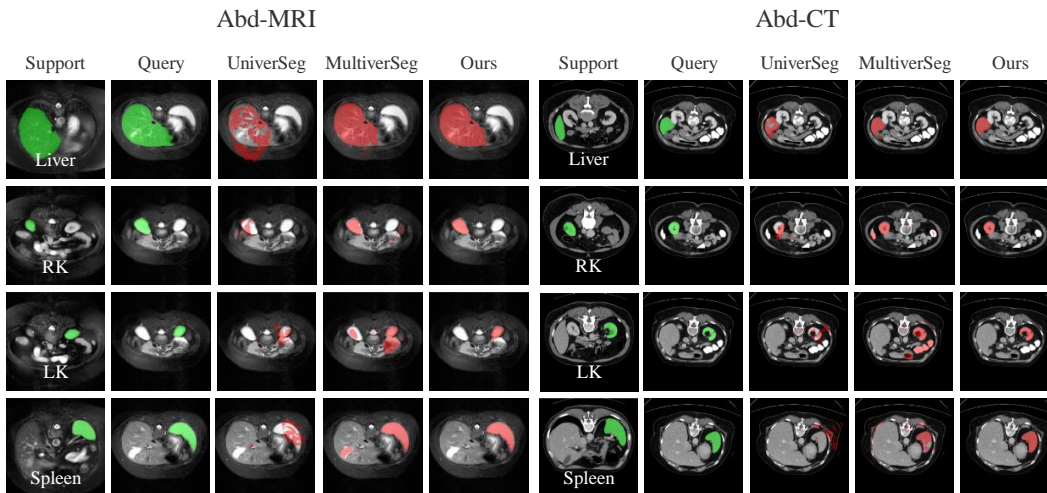 Abd-MRI Abd-CT
Support Query UniverSeg MultiverSeg Ours Support Query UniverSeg MultiverSeg Ours
Liver Liver
RK RK
LK LK
Spleen Spleen